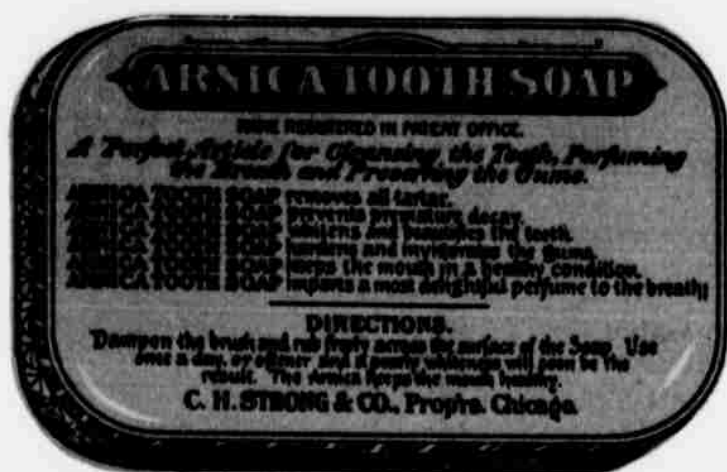 ARNICA TOOTH SOAP
NAME REGISTERED IN PATENT OFFICE.
A Perfect Article for Cleansing the Teeth, Perfuming
the Breath and Preserving the Gums.
ARNICA TOOTH SOAP removes all tartar.
ARNICA TOOTH SOAP prevents premature decay.
ARNICA TOOTH SOAP whitens and beautifies the teeth.
ARNICA TOOTH SOAP hardens and invigorates the gums.
ARNICA TOOTH SOAP keeps the mouth in a healthy condition.
ARNICA TOOTH SOAP imparts a most delightful perfume to the breath
DIRECTIONS.
Dampen the brush and rub freely across the surface of the Soap. Use
once a day, or oftener and a pearly whiteness will soon be the
result. The Arnica keeps the mouth healthy.
C. H. STRONG & CO., Prop'rs. Chicago.